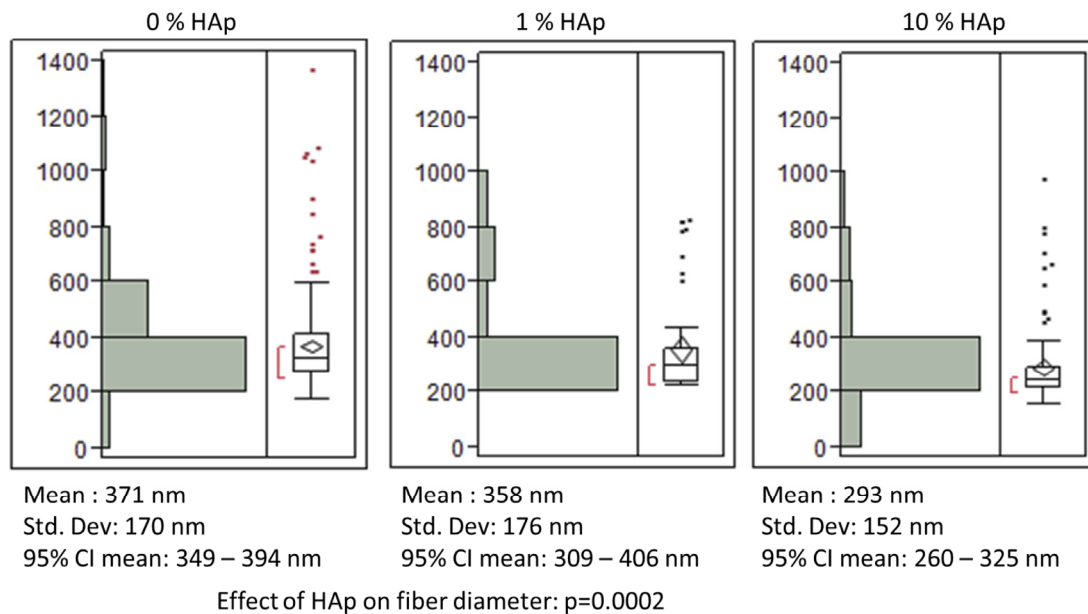 0 % HAp
1 % HAp
10 % HAp
1400
1200
1000
800
600
400
200
0
1400
1200
1000
800
600
400
200
0
1400
1200
1000
800
600
400
200
0
Mean : 371 nm
Std. Dev: 170 nm
95% CI mean: 349 – 394 nm
Mean: 358 nm
Std. Dev: 176 nm
95% CI mean: 309 – 406 nm
Mean: 293 nm
Std. Dev: 152 nm
95% CI mean: 260 – 325 nm
Effect of HAp on fiber diameter: p=0.0002